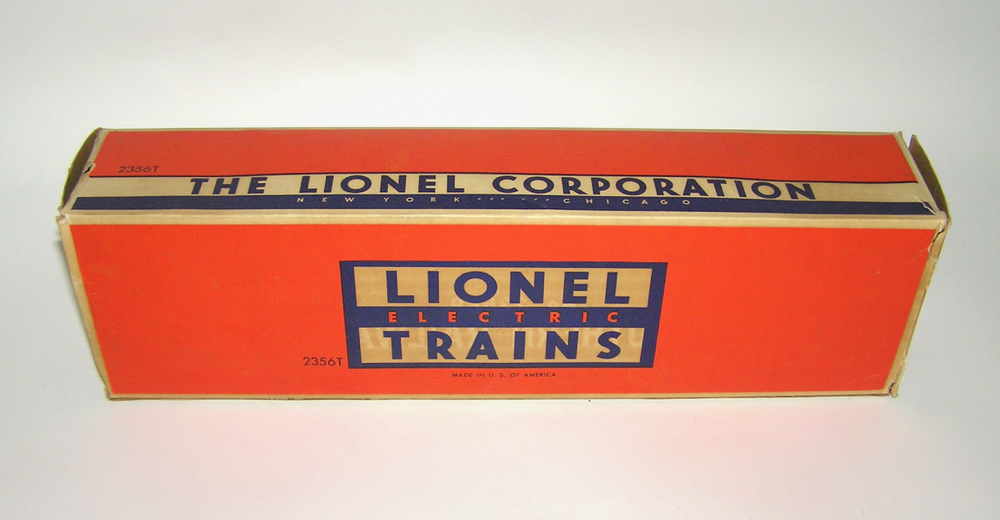 2356T
THE LIONEL CORPORATION
NEW YORK CHICAGO
LIONEL
ELECTRIC
TRAINS
2356T
MADE IN U. S. OF AMERICA